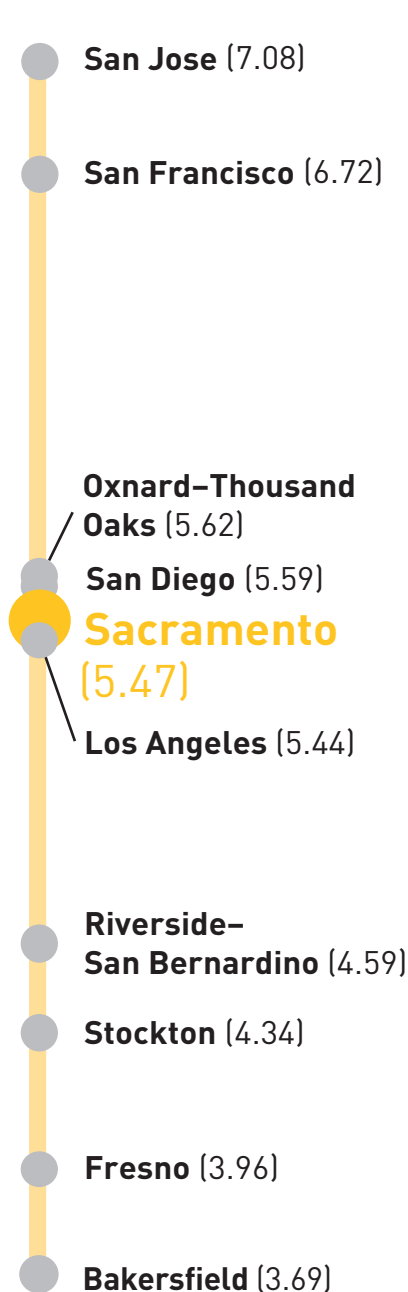 San Jose (7.08)
San Francisco (6.72)
Oxnard–Thousand
Oaks (5.62)
San Diego (5.59)
Sacramento
(5.47)
Los Angeles (5.44)
Riverside–
San Bernardino (4.59)
Stockton (4.34)
Fresno (3.96)
Bakersfield (3.69)